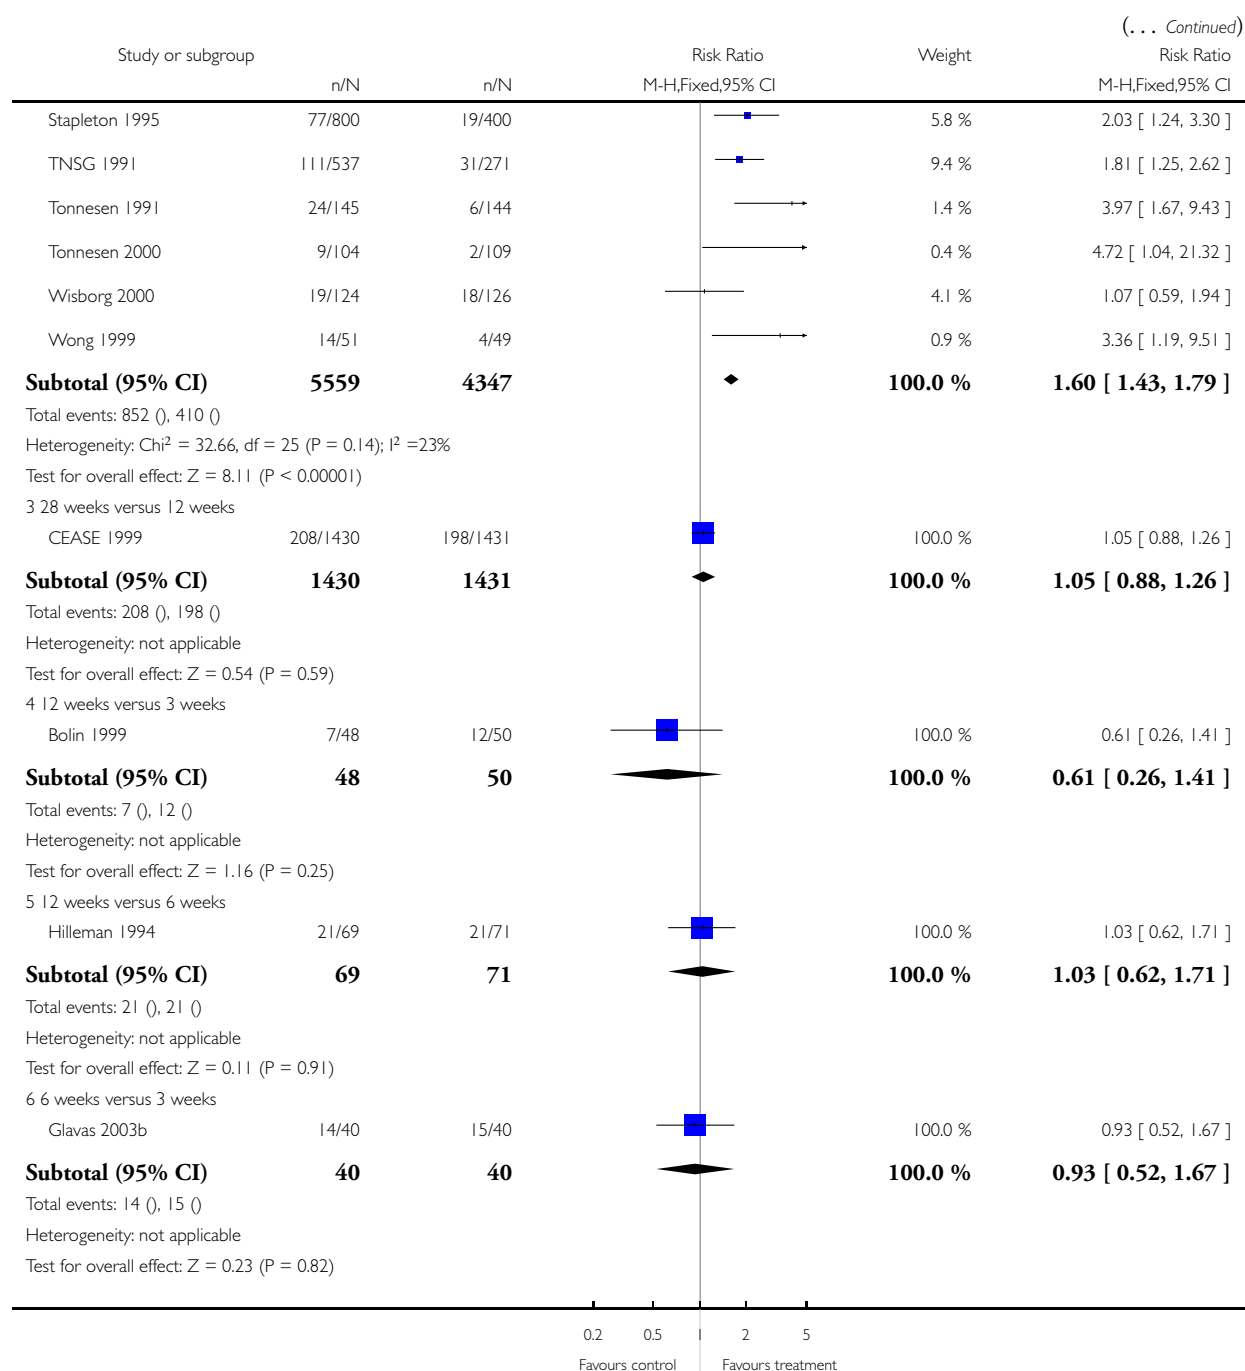 (... Continued)
Study or subgroup Risk Ratio Weight Risk Ratio
n/N n/N M-H,Fixed,95% CI M-H,Fixed,95% CI
Stapleton 1995 77/800 19/400 5.8 % 2.03 [ 1.24, 3.30 ]
TNSG 1991 111/537 31/271 9.4 % 1.81 [ 1.25, 2.62 ]
Tonnesen 1991 24/145 6/144 1.4 % 3.97 [ 1.67, 9.43 ]
Tonnesen 2000 9/104 2/109 0.4 % 4.72 [ 1.04, 21.32 ]
Wisborg 2000 19/124 18/126 4.1 % 1.07 [ 0.59, 1.94 ]
Wong 1999 14/51 4/49 0.9 % 3.36 [ 1.19, 9.51 ]
Subtotal (95% CI) 5559 4347 100.0 % 1.60 [ 1.43, 1.79 ]
Total events: 852 (), 410 ()
Heterogeneity: Chi² = 32.66, df = 25 (P = 0.14); I² =23%
Test for overall effect: Z = 8.11 (P < 0.00001)
3 28 weeks versus 12 weeks
CEASE 1999 208/1430 198/1431 100.0 % 1.05 [ 0.88, 1.26 ]
Subtotal (95% CI) 1430 1431 100.0 % 1.05 [ 0.88, 1.26 ]
Total events: 208 (), 198 ()
Heterogeneity: not applicable
Test for overall effect: Z = 0.54 (P = 0.59)
4 12 weeks versus 3 weeks
Bolin 1999 7/48 12/50 100.0 % 0.61 [ 0.26, 1.41 ]
Subtotal (95% CI) 48 50 100.0 % 0.61 [ 0.26, 1.41 ]
Total events: 7 (), 12 ()
Heterogeneity: not applicable
Test for overall effect: Z = 1.16 (P = 0.25)
5 12 weeks versus 6 weeks
Hilleman 1994 21/69 21/71 100.0 % 1.03 [ 0.62, 1.71 ]
Subtotal (95% CI) 69 71 100.0 % 1.03 [ 0.62, 1.71 ]
Total events: 21 (), 21 ()
Heterogeneity: not applicable
Test for overall effect: Z = 0.11 (P = 0.91)
6 6 weeks versus 3 weeks
Glavas 2003b 14/40 15/40 100.0 % 0.93 [ 0.52, 1.67 ]
Subtotal (95% CI) 40 40 100.0 % 0.93 [ 0.52, 1.67 ]
Total events: 14 (), 15 ()
Heterogeneity: not applicable
Test for overall effect: Z = 0.23 (P = 0.82)
0.2 0.5 1 2 5
Favours control Favours treatment